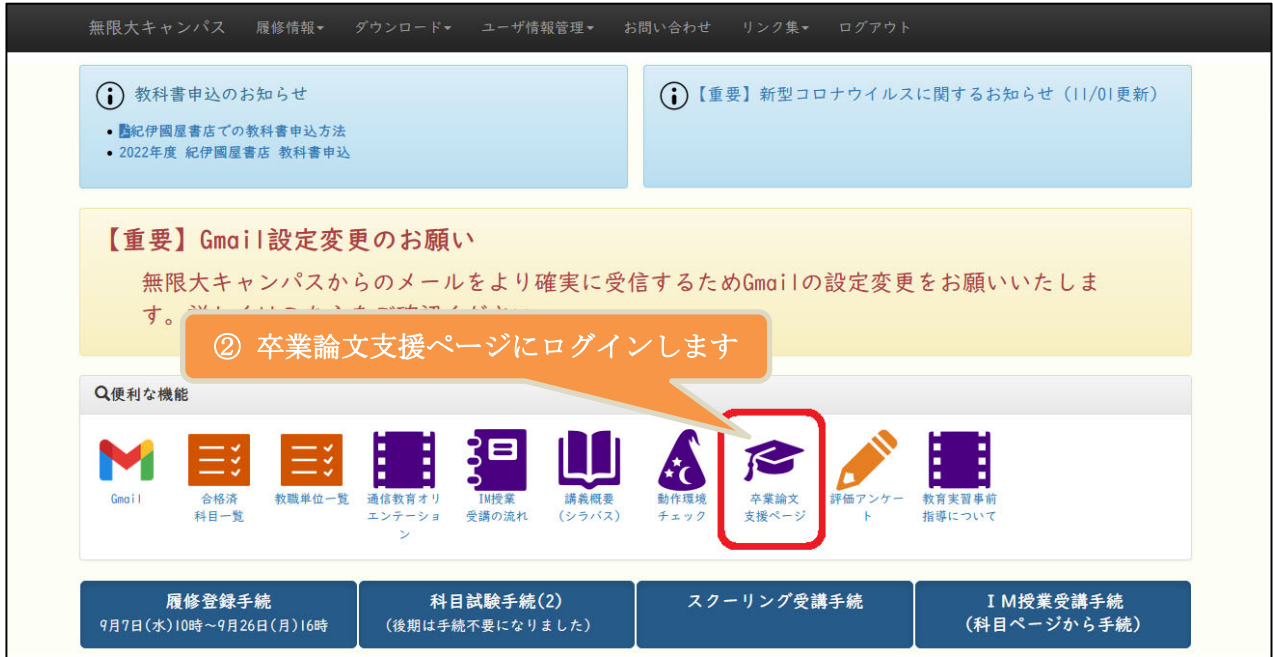 無限大キャンパス 履修情報▾ ダウンロード▾ ユーザ情報管理▾ お問い合わせ リンク集▾ ログアウト
教科書申込のお知らせ
• 紀伊國屋書店での教科書申込方法
• 2022年度 紀伊國屋書店 教科書申込
【重要】新型コロナウイルスに関するお知らせ (11/01更新)
【重要】Gmail設定変更のお願い
無限大キャンパスからのメールをより確実に受信するためGmailの設定変更をお願いいたしま
す。
② 卒業論文支援ページにログインします
便利な機能
Gmail
合格済
科目一覧
教職単位一覧
通信教育オリ
エンテーショ
ン
IM授業
受講の流れ
講義概要
(シラバス)
動作環境
チェック
卒業論文
支援ページ
評価アンケー
ト
教育実習事前
指導について
履修登録手続
9月7日(水)10時~9月26日(月)16時
科目試験手続(2)
(後期は手続不要になりました)
スクーリング受講手続
IM授業受講手続
(科目ページから手続)